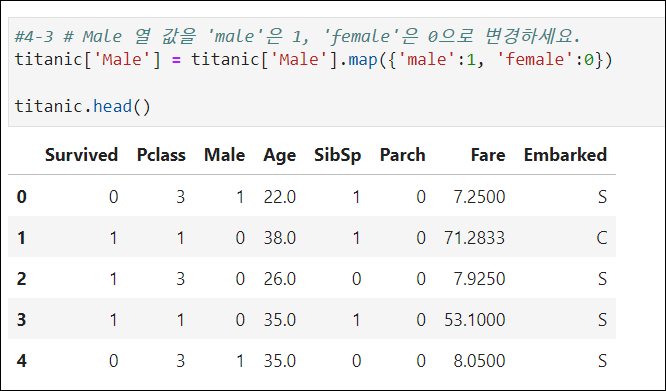 #4-3 # Male 열 값을 'male'은 1, 'female'은 0으로 변경하세요.
titanic['Male'] = titanic['Male'].map({'male':1, 'female':0})
titanic.head()
Survived Pclass Male Age SibSp Parch Fare Embarked
0 0 3 1 22.0 1 0 7.2500 S
1 1 1 0 38.0 1 0 71.2833 C
2 1 3 0 26.0 0 0 7.9250 S
3 1 1 0 35.0 1 0 53.1000 S
4 0 3 1 35.0 0 0 8.0500 S